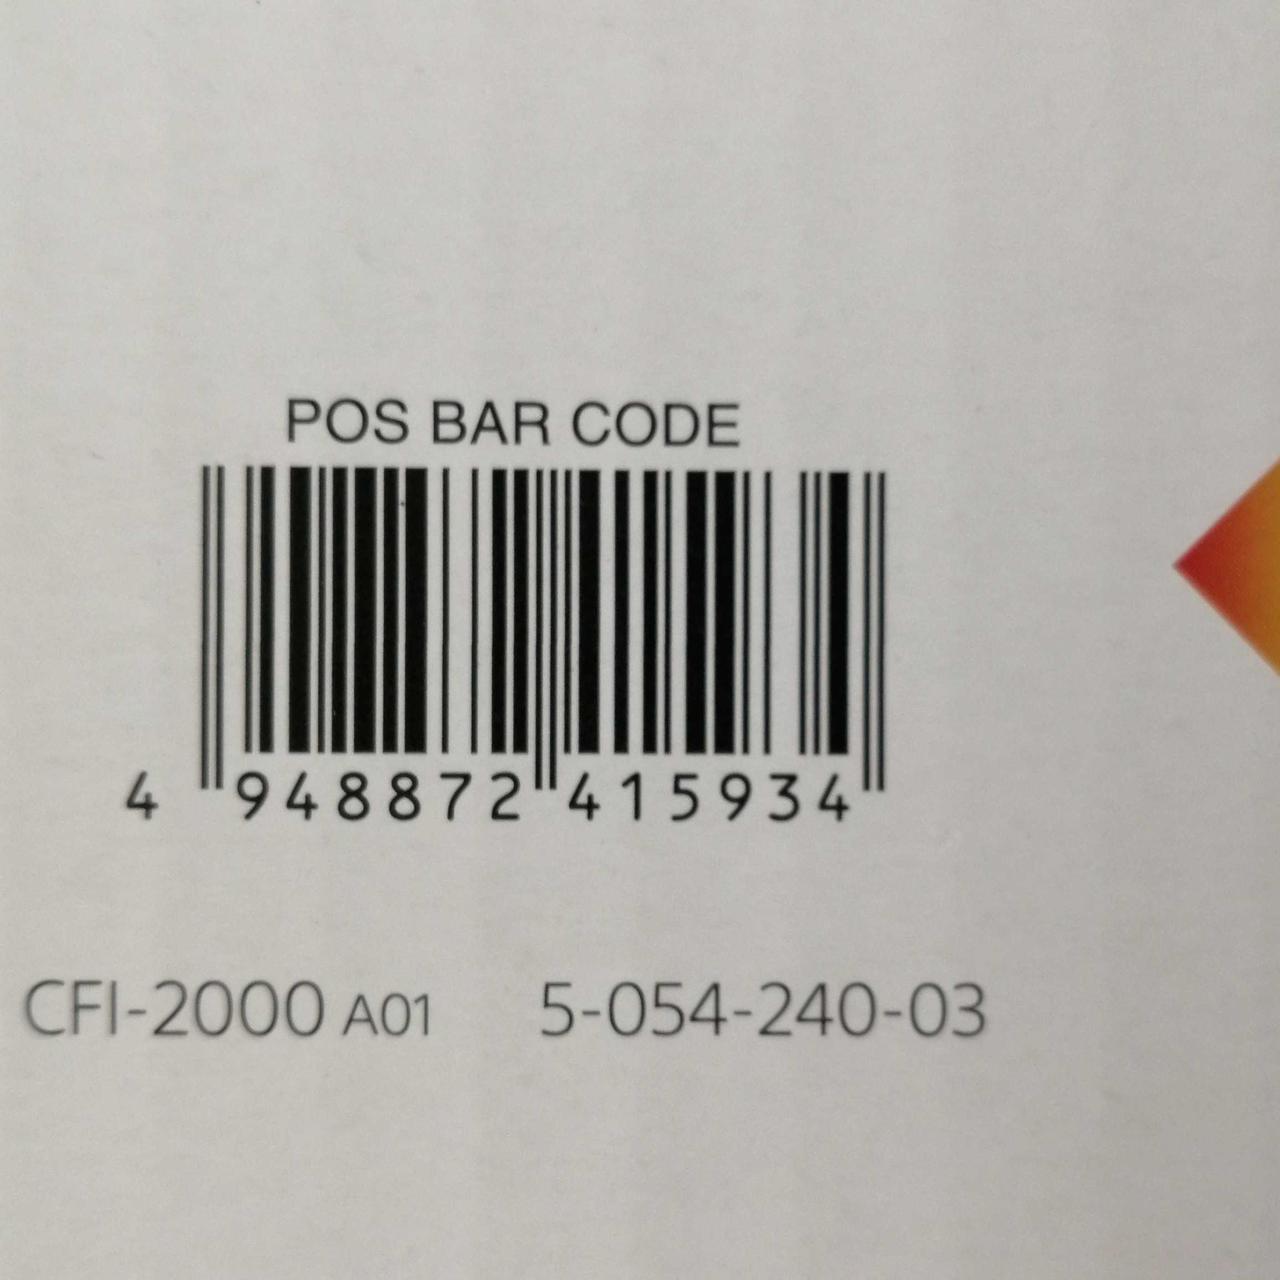 POS BAR CODE
4 948872 415934
CFI-2000 A01 5-054-240-03